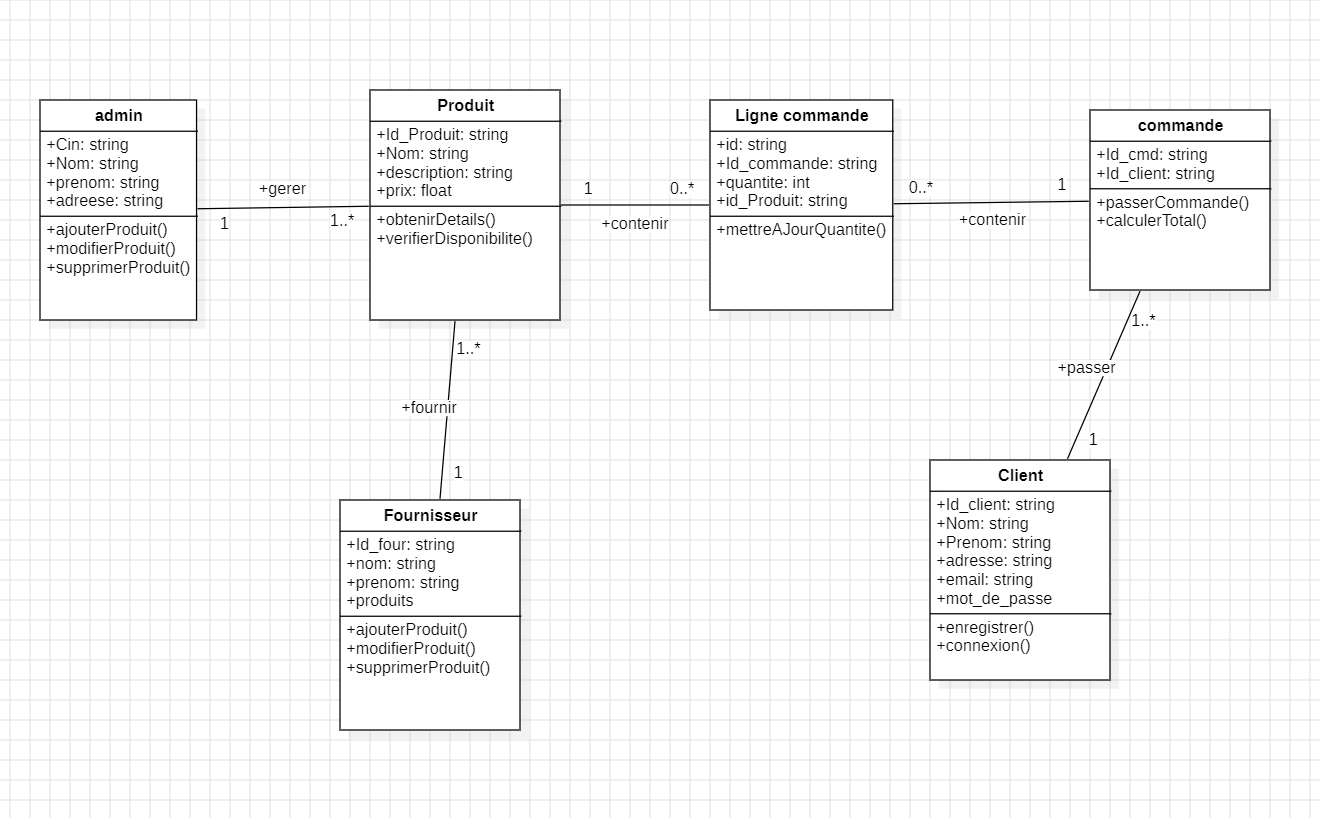 admin
+Cin: string
+Nom: string
+prenom: string
+adreese: string
+ajouterProduit()
+modifierProduit()
+supprimerProduit()
+gerer
1
1..*
Produit
+Id_Produit: string
+Nom: string
+description: string
+prix: float
+obtenirDetails()
+verifierDisponibilite()
1
0..*
+contenir
Ligne commande
+id: string
+Id_commande: string
+quantite: int
+id_Produit: string
+mettreAJourQuantite()
0..*
1
+contenir
commande
+Id_cmd: string
+Id_client: string
+passerCommande()
+calculerTotal()
1..*
+fournir
1
1..*
+passer
1
Fournisseur
+Id_four: string
+nom: string
+prenom: string
+produits
+ajouterProduit()
+modifierProduit()
+supprimerProduit()
Client
+Id_client: string
+Nom: string
+Prenom: string
+adresse: string
+email: string
+mot_de_passe
+enregistrer()
+connexion()